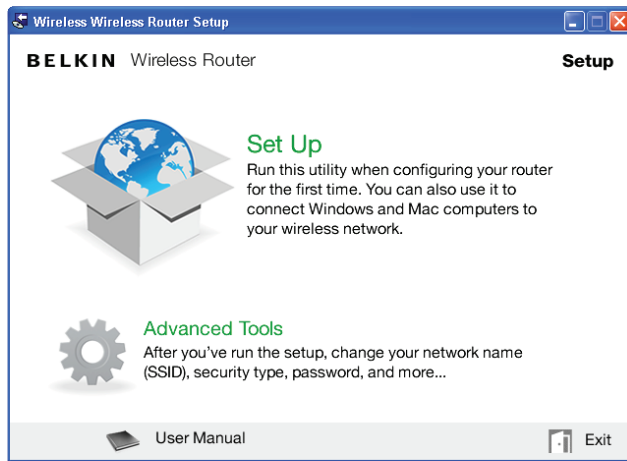 Wireless Wireless Router Setup
BELKIN Wireless Router
Setup
Set Up
Run this utility when configuring your router
for the first time. You can also use it to
connect Windows and Mac computers to
your wireless network.
Advanced Tools
After you've run the setup, change your network name
(SSID), security type, password, and more...
User Manual
Exit